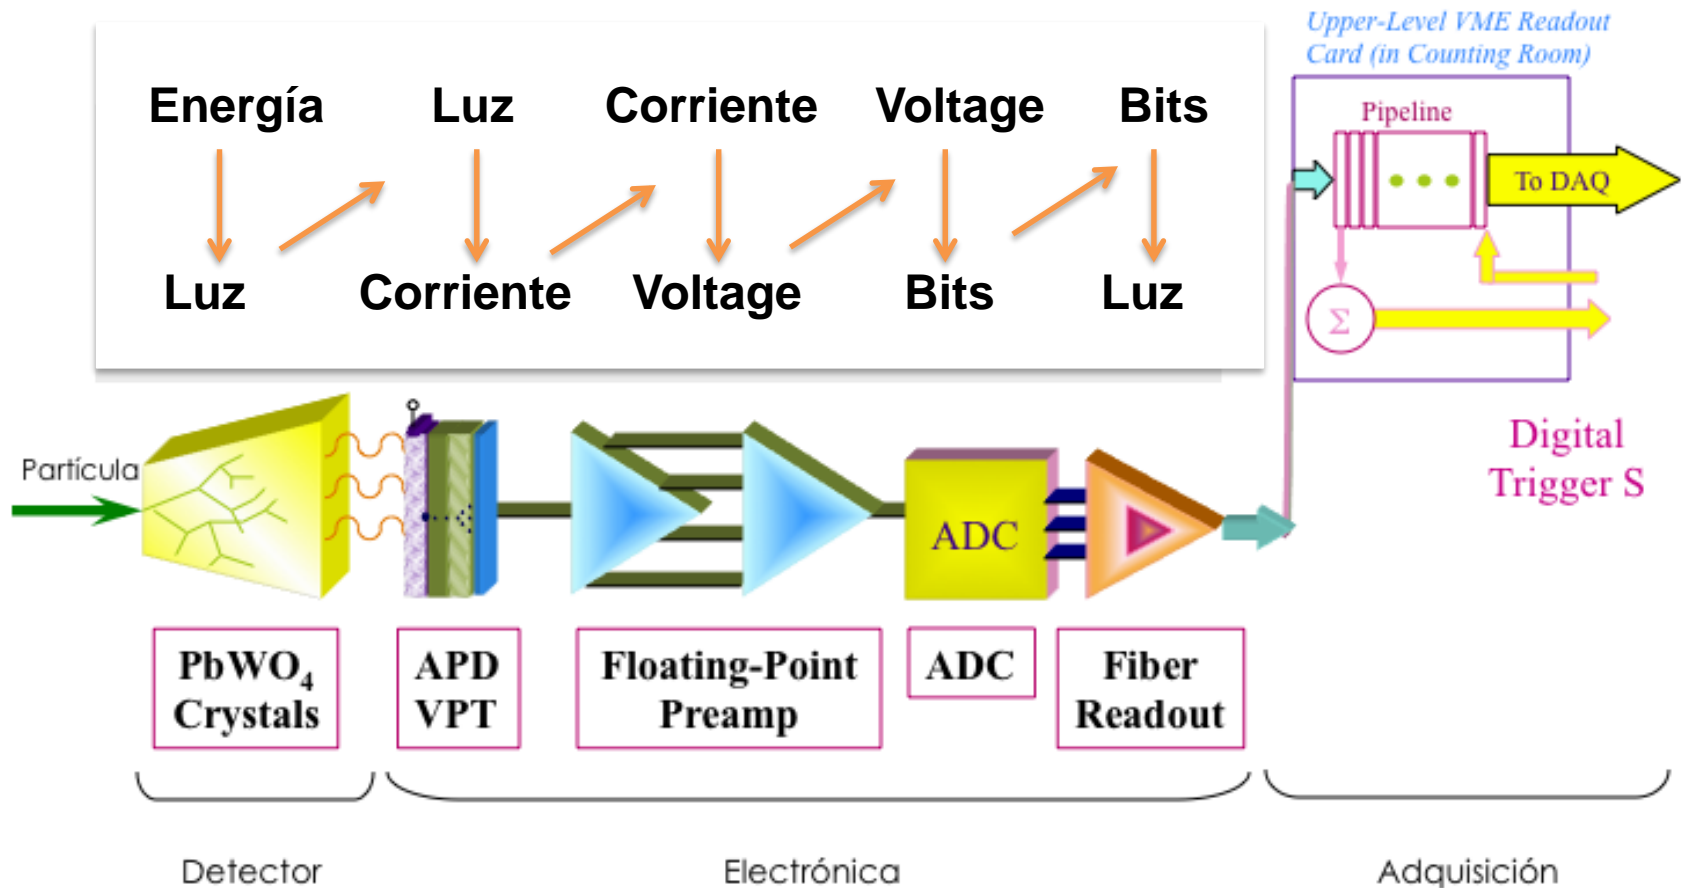 Upper-Level VME Readout
Card (in Counting Room)
Energía Luz Corriente Voltage Bits
Luz Corriente Voltage Bits Luz
Pipeline
To DAQ
Σ
Digital
Trigger S
Partícula
ADC
PbWO₄
Crystals
APD
VPT
Floating-Point
Preamp
ADC
Fiber
Readout
Detector Electrónica Adquisición